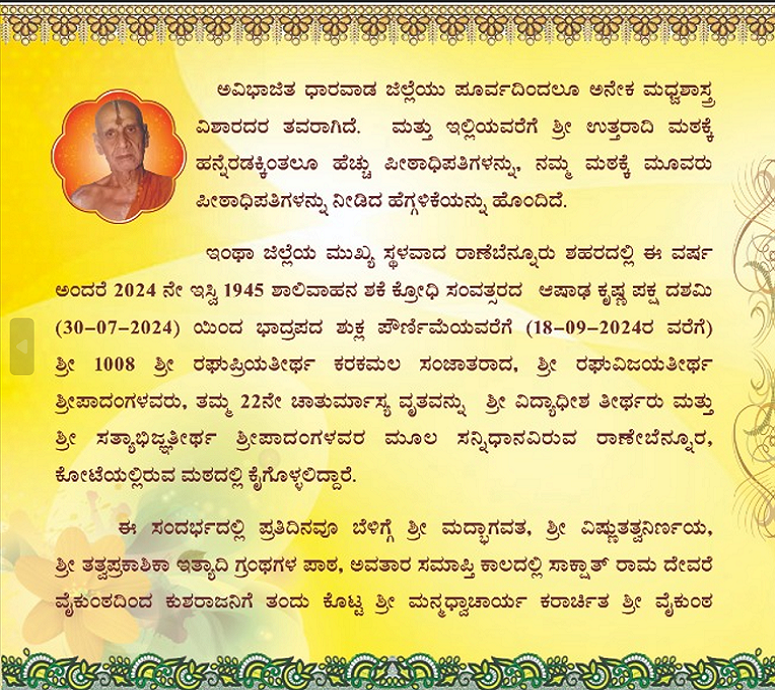 ಅವಿಭಾಜಿತ ಧಾರವಾಡ ಜಿಲ್ಲೆಯು ಪೂರ್ವದಿಂದಲೂ ಅನೇಕ ಮಧ್ವಶಾಸ್ತ್ರ
ವಿಶಾರದರ ತವರಾಗಿದೆ. ಮತ್ತು ಇಲ್ಲಿಯವರೆಗೆ ಶ್ರೀ ಉತ್ತರಾದಿ ಮಠಕ್ಕೆ
ಹನ್ನೆರಡಕ್ಕಿಂತಲೂ ಹೆಚ್ಚು ಪೀಠಾಧಿಪತಿಗಳನ್ನು, ನಮ್ಮ ಮಠಕ್ಕೆ ಮೂವರು
ಪೀಠಾಧಿಪತಿಗಳನ್ನು ನೀಡಿದ ಹೆಗ್ಗಳಿಕೆಯನ್ನು ಹೊಂದಿದೆ.
ಇಂಥಾ ಜಿಲ್ಲೆಯ ಮುಖ್ಯ ಸ್ಥಳವಾದ ರಾಣೆಬೆನ್ನೂರು ಶಹರದಲ್ಲಿ ಈ ವರ್ಷ
ಅಂದರೆ 2024 ನೇ ಇಸ್ವಿ 1945 ಶಾಲಿವಾಹನ ಶಕೆ ಕ್ರೋಧಿ ಸಂವತ್ಸರದ ಆಷಾಢ ಕೃಷ್ಣ ಪಕ್ಷ ದಶಮಿ
(30-07-2024) ಯಿಂದ ಭಾದ್ರಪದ ಶುಕ್ಲ ಪೌರ್ಣಿಮೆಯವರೆಗೆ (18-09-2024ರ ವರೆಗೆ)
ಶ್ರೀ 1008 ಶ್ರೀ ರಘುಪ್ರಿಯತೀರ್ಥ ಕರಕಮಲ ಸಂಜಾತರಾದ, ಶ್ರೀ ರಘುವಿಜಯತೀರ್ಥ
ಶ್ರೀಪಾದಂಗಳವರು, ತಮ್ಮ 22ನೇ ಚಾತುರ್ಮಾಸ್ಯ ವೃತವನ್ನು ಶ್ರೀ ವಿದ್ಯಾಧೀಶ ತೀರ್ಥರು ಮತ್ತು
ಶ್ರೀ ಸತ್ಯಾಭಿಜ್ಞತೀರ್ಥ ಶ್ರೀಪಾದಂಗಳವರ ಮೂಲ ಸನ್ನಿಧಾನವಿರುವ ರಾಣೇಬೆನ್ನೂರ,
ಕೋಟೆಯಲ್ಲಿರುವ ಮಠದಲ್ಲಿ ಕೈಗೊಳ್ಳಲಿದ್ದಾರೆ.
ಈ ಸಂದರ್ಭದಲ್ಲಿ ಪ್ರತಿದಿನವೂ ಬೆಳಿಗ್ಗೆ ಶ್ರೀ ಮದ್ಭಾಗವತ, ಶ್ರೀ ವಿಷ್ಣುತತ್ವನಿರ್ಣಯ,
ಶ್ರೀ ತತ್ವಪ್ರಕಾಶಿಕಾ ಇತ್ಯಾದಿ ಗ್ರಂಥಗಳ ಪಾಠ, ಅವತಾರ ಸಮಾಪ್ತಿ ಕಾಲದಲ್ಲಿ ಸಾಕ್ಷಾತ್ ರಾಮ ದೇವರೆ
ವೈಕುಂಠದಿಂದ ಕುಶರಾಜನಿಗೆ ತಂದು ಕೊಟ್ಟ ಶ್ರೀ ಮನ್ಮಧ್ವಾಚಾರ್ಯ ಕರಾರ್ಚಿತ ಶ್ರೀ ವೈಕುಂಠ